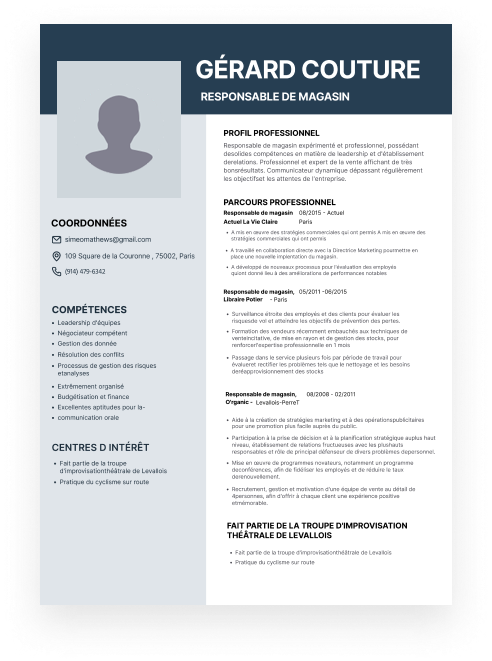 GÉRARD COUTURE
RESPONSABLE DE MAGASIN
COORDONNÉES
simeomathews@gmail.com
109 Square de la Couronne , 75002, Paris
(914) 479-6342
COMPÉTENCES
• Leadership d'équipes
• Négociateur compétent
• Gestion des donnée
• Résolution des conflits
• Processus de gestion des risques
etanalyses
• Extrêmement organisé
• Budgétisation et finance
• Excellentes aptitudes pour la-
• communication orale
CENTRES D INTÉRÊT
• Fait partie de la troupe
d'improvisationthéâtrale de Levallois
• Pratique du cyclisme sur route
PROFIL PROFESSIONNEL
Responsable de magasin expérimenté et professionnel, possédant
desolides compétences en matière de leadership et d'établissement
derelations. Professionnel et expert de la vente affichant de très
bonsrésultats. Communicateur dynamique dépassant régulièrement
les objectifset les attentes de l'entreprise.
PARCOURS PROFESSIONNEL
Responsable de magasin 08/2015 - Actuel
Actuel La Vie Claire Paris
• A mis en œuvre des stratégies commerciales qui ont permis A mis en œuvre des
stratégies commerciales qui ont permis
• A travaillé en collaboration directe avec la Directrice Marketing pourmettre en
place une nouvelle implantation du magasin.
• A développé de nouveaux processus pour l'évaluation des employés
quiont donné lieu à des améliorations de performances notables
Responsable de magasin, 05/2011 -06/2015
Libraire Potier - Paris
• Surveillance étroite des employés et des clients pour évaluer les
risquesde vol et atteindre les objectifs de prévention des pertes.
• Formation des vendeurs récemment embauchés aux techniques de
venteincitative, de mise en rayon et de gestion des stocks, pour
renforcerl'expertise professionnelle en 1 mois
• Passage dans le service plusieurs fois par période de travail pour
évalueret rectifier les problèmes tels que le nettoyage et les besoins
deréapprovisionnement des stocks
Responsable de magasin, 08/2008 - 02/2011
O'rganic - Levallois-PerreT
• Aide à la création de stratégies marketing et à des opérationspublicitaires
pour une promotion plus facile auprès du public.
• Participation à la prise de décision et à la planification stratégique auplus haut
niveau, établissement de relations fructueuses avec les plushauts
responsables et rôle de principal défenseur de divers problèmes depersonnel.
• Mise en œuvre de programmes novateurs, notamment un programme
deconférences, afin de fidéliser les employés et de réduire le taux
derenouvellement.
• Recrutement, gestion et motivation d'une équipe de vente au détail de
4personnes, afin d'offrir à chaque client une expérience positive
etmémorable.
FAIT PARTIE DE LA TROUPE D'IMPROVISATION
THÉÂTRALE DE LEVALLOIS
• Fait partie de la troupe d'improvisationthéâtrale de Levallois
• Pratique du cyclisme sur route